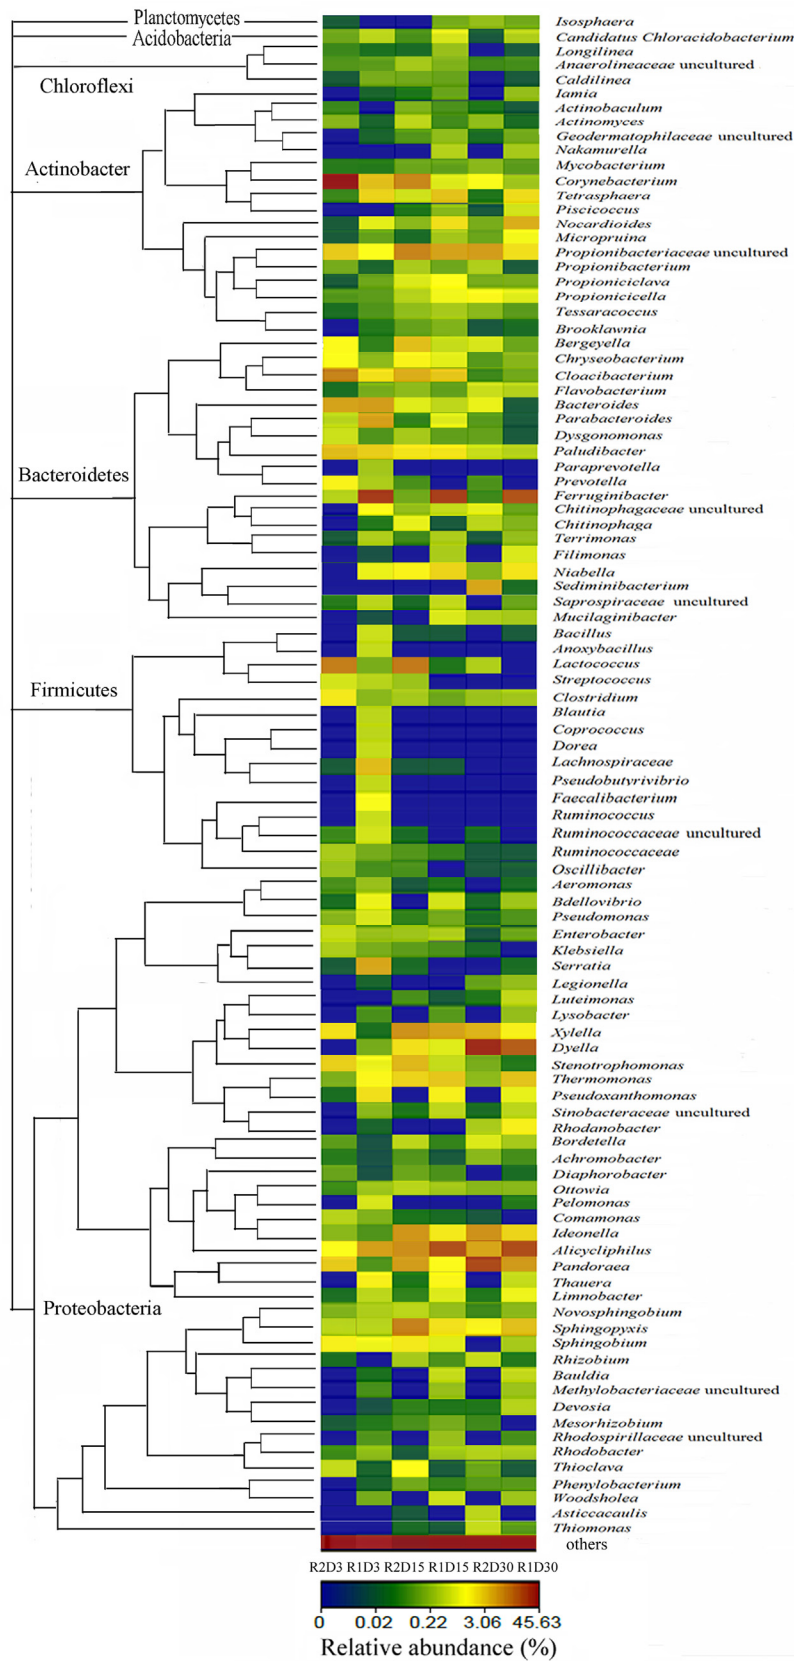 Planctomycetes
Acidobacteria
Chloroflexi
Actinobacter
Bacteroidetes
Firmicutes
Proteobacteria
Isosphaera
Candidatus Chloracidobacterium
Longilinea
Anaerolineaceae uncultured
Caldilinea
Iamia
Actinobaculum
Actinomyces
Geodermatophilaceae uncultured
Nakamurella
Mycobacterium
Corynebacterium
Tetrasphaera
Piscicoccus
Nocardioides
Micropruina
Propionibacteriaceae uncultured
Propionibacterium
Propioniciclava
Propionicicella
Tessaracoccus
Brooklawnia
Bergeyella
Chryseobacterium
Cloacibacterium
Flavobacterium
Bacteroides
Parabacteroides
Dysgonomonas
Paludibacter
Paraprevotella
Prevotella
Ferruginibacter
Chitinophagaceae uncultured
Chitinophaga
Terrimonas
Filimonas
Niabella
Sediminibacterium
Saprospiraceae uncultured
Mucilaginibacter
Bacillus
Anoxybacillus
Lactococcus
Streptococcus
Clostridium
Blautia
Coprococcus
Dorea
Lachnospiraceae
Pseudobutyrivibrio
Faecalibacterium
Ruminococcus
Ruminococcaceae uncultured
Ruminococcaceae
Oscillibacter
Aeromonas
Bdellovibrio
Pseudomonas
Enterobacter
Klebsiella
Serratia
Legionella
Luteimonas
Lysobacter
Xylella
Dyella
Stenotrophomonas
Thermomonas
Pseudoxanthomonas
Sinobacteraceae uncultured
Rhodanobacter
Bordetella
Achromobacter
Diaphorobacter
Ottowia
Pelomonas
Comamonas
Ideonella
Alicycliphilus
Pandoraea
Thauera
Limnobacter
Novosphingobium
Sphingopyxis
Sphingobium
Rhizobium
Bauldia
Methylobacteriaceae uncultured
Devosia
Mesorhizobium
Rhodospirillaceae uncultured
Rhodobacter
Thioclava
Phenylobacterium
Woodsholea
Asticcacaulis
Thiomonas
others
R2D3 R1D3 R2D15 R1D15 R2D30 R1D30
0 0.02 0.22 3.06 45.63
Relative abundance (%)